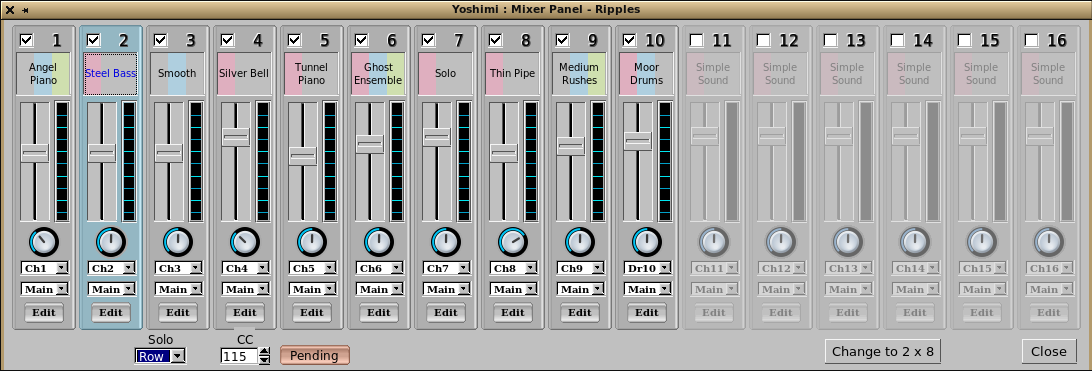 Yoshimi : Mixer Panel - Ripples
1 2 3 4 5 6 7 8 9 10 11 12 13 14 15 16
Angel Piano
Steel Bass
Smooth
Silver Bell
Tunnel Piano
Ghost Ensemble
Solo
Thin Pipe
Medium Rushes
Moor Drums
Simple Sound
Simple Sound
Simple Sound
Simple Sound
Simple Sound
Simple Sound
Ch1 Ch2 Ch3 Ch4 Ch5 Ch6 Ch7 Ch8 Ch9 Dr10 Ch11 Ch12 Ch13 Ch14 Ch15 Ch16
Main Main Main Main Main Main Main Main Main Main Main Main Main Main Main Main
Edit Edit Edit Edit Edit Edit Edit Edit Edit Edit Edit Edit Edit Edit Edit Edit
Solo CC
Row 115 Pending Change to 2 x 8 Close